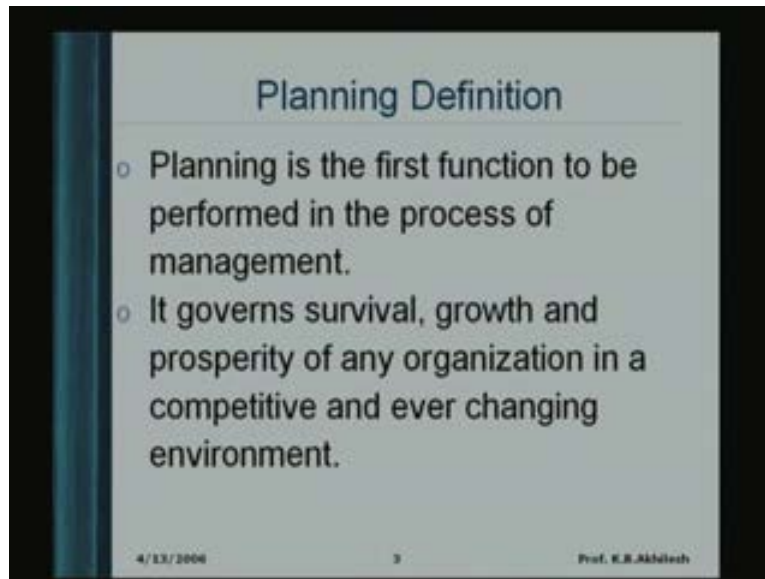 Planning Definition
o Planning is the first function to be
performed in the process of
management.
o It governs survival, growth and
prosperity of any organization in a
competitive and ever changing
environment.
4/13/2006 3 Prof. K.B.Akhilesh